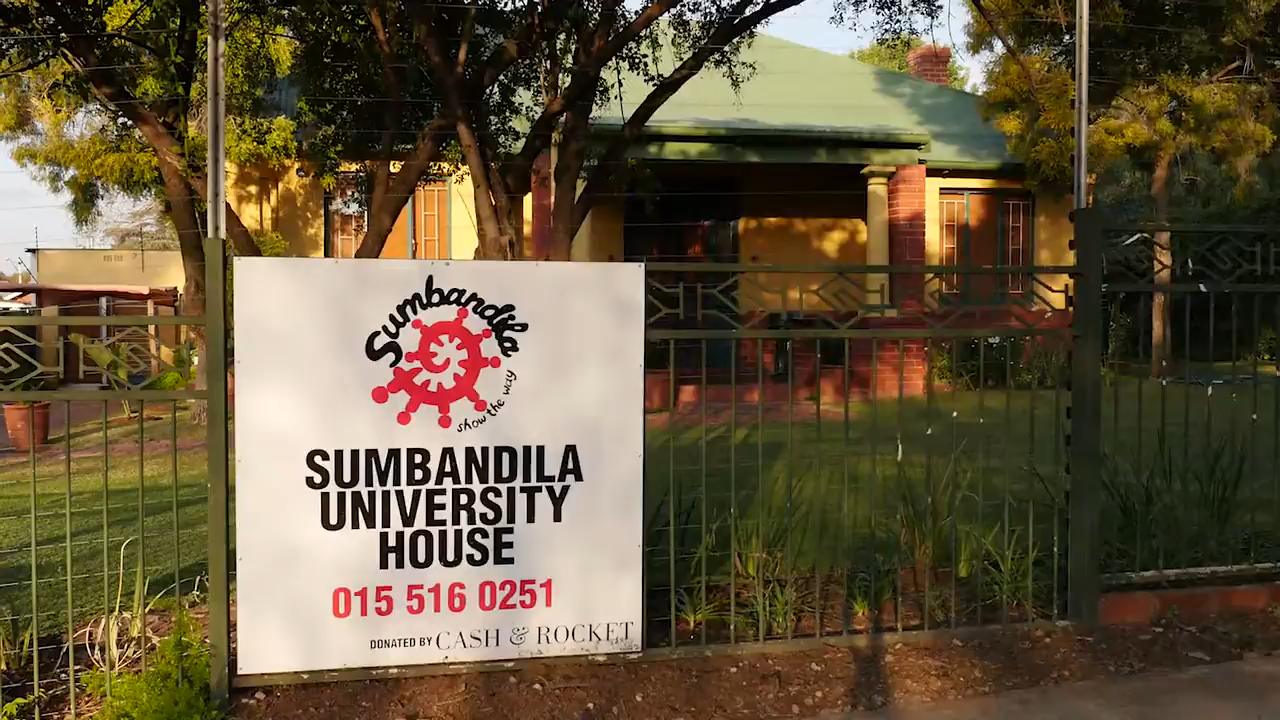 Sumbandila
show the way
SUMBANDILA
UNIVERSITY
HOUSE
015 516 0251
DONATED BY CASH & ROCKET